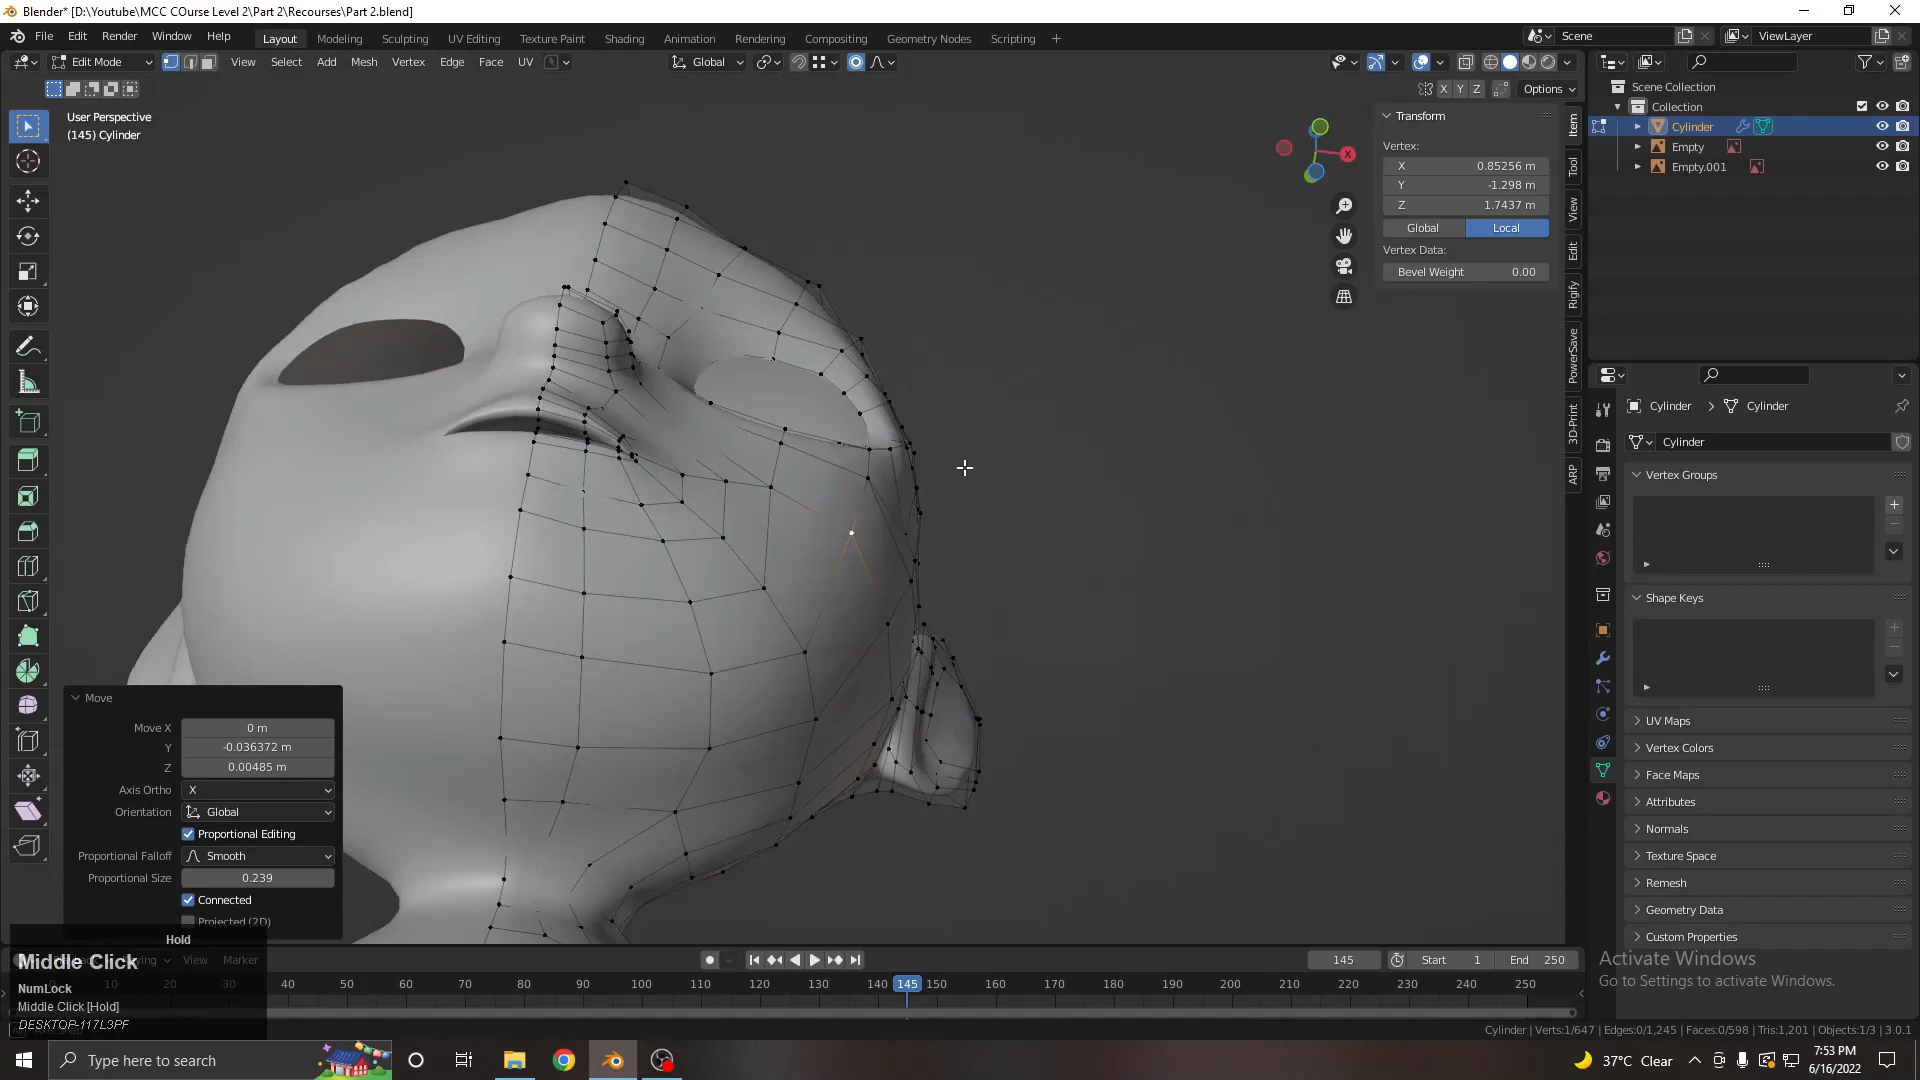 Blender* [D:\Youtube\MCC COurse Level 2\Part 2\Recourses\Part 2.blend]
File Edit Render Window Help Layout Modeling Sculpting UV Editing Texture Paint Shading Animation Rendering Compositing Geometry Nodes Scripting + Scene ViewLayer
Edit Mode View Select Add Mesh Vertex Edge Face UV Global
X Y Z Options
User Perspective
(145) Cylinder
X
Transform
Vertex:
X 0.85256 m
Y -1.298 m
Z 1.7437 m
Global Local
Vertex Data:
Bevel Weight 0.00
Item
Tool
View
Edit
Rigify
PowerSave
3D-Print
ARP
Scene Collection
Collection
Cylinder
Empty
Empty.001
Cylinder > Cylinder
Cylinder
Vertex Groups
Shape Keys
UV Maps
Vertex Colors
Face Maps
Attributes
Normals
Texture Space
Remesh
Geometry Data
Custom Properties
Activate Windows
Go to Settings to activate Windows.
Move
Move X 0 m
Y -0.036372 m
Z 0.00485 m
Axis Ortho X
Orientation Global
Proportional Editing
Proportional Falloff Smooth
Proportional Size 0.239
Connected
Projected (2D)
Hold
Middle Click
NumLock
Middle Click [Hold]
DESKTOP-117L3PF
View Marker
145 Start 1 End 250
20 30 40 50 60 70 80 90 100 110 120 130 140 145 150 160 170 180 190 200 210 220 230 240 250
Cylinder | Verts:1/647 | Edges:0/1,245 | Faces:0/598 | Tris:1,201 | Objects:1/3 | 3.0.1
Type here to search
37°C Clear
7:53 PM
6/16/2022